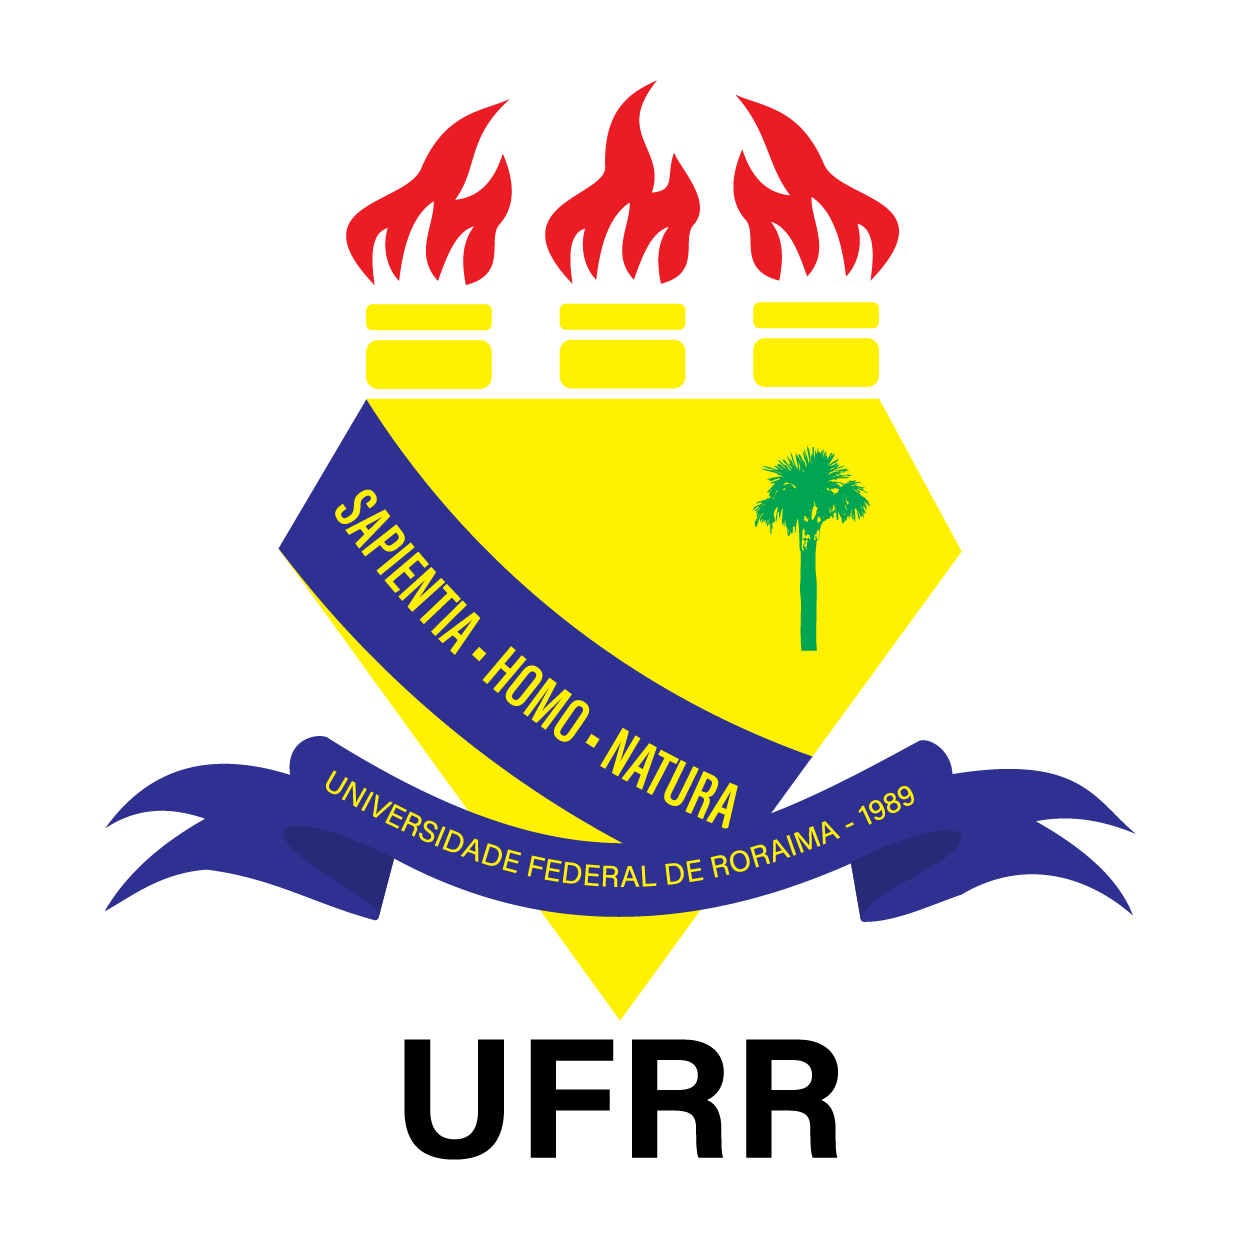 SAPIENTIA · HOMO · NATURA
UNIVERSIDADE FEDERAL DE RORAIMA - 1989
UFRR